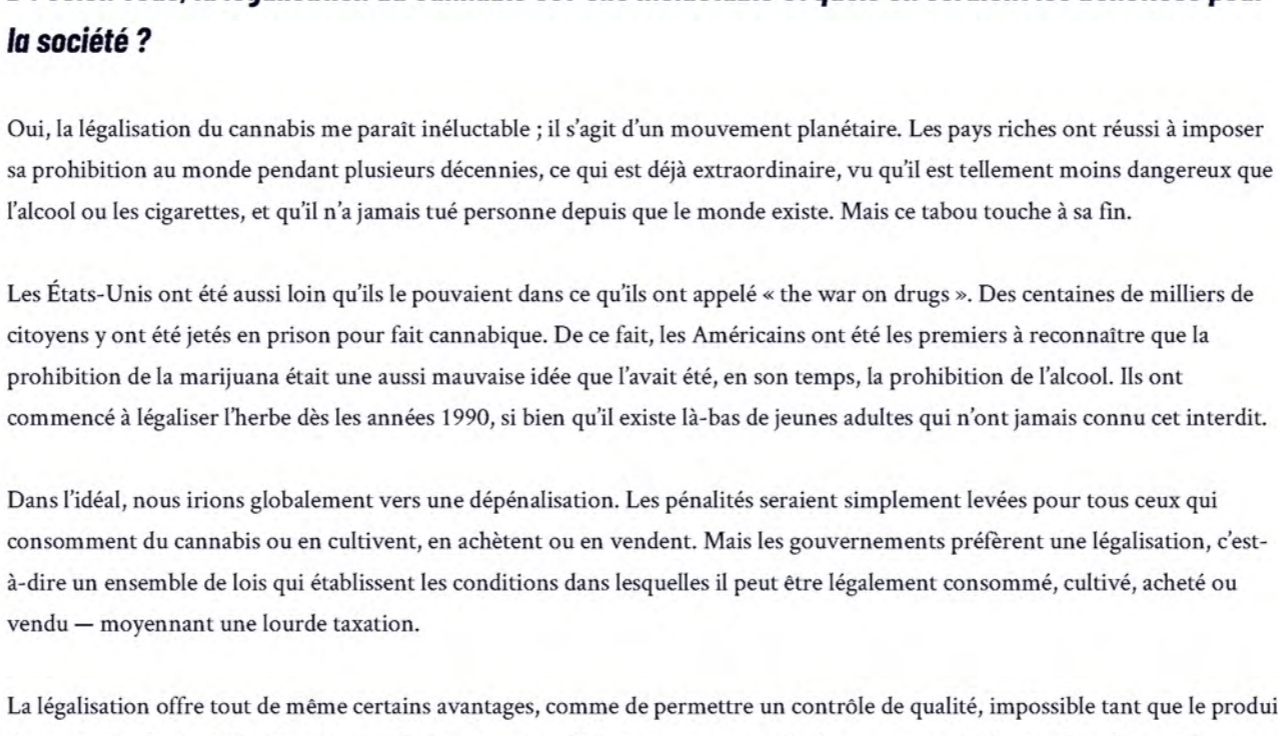 la société ?
Oui, la légalisation du cannabis me paraît inéluctable ; il s’agit d’un mouvement planétaire. Les pays riches ont réussi à imposer
sa prohibition au monde pendant plusieurs décennies, ce qui est déjà extraordinaire, vu qu’il est tellement moins dangereux que
l’alcool ou les cigarettes, et qu’il n’a jamais tué personne depuis que le monde existe. Mais ce tabou touche à sa fin.
Les États-Unis ont été aussi loin qu’ils le pouvaient dans ce qu’ils ont appelé « the war on drugs ». Des centaines de milliers de
citoyens y ont été jetés en prison pour fait cannabique. De ce fait, les Américains ont été les premiers à reconnaître que la
prohibition de la marijuana était une aussi mauvaise idée que l’avait été, en son temps, la prohibition de l’alcool. Ils ont
commencé à légaliser l’herbe dès les années 1990, si bien qu’il existe là-bas de jeunes adultes qui n’ont jamais connu cet interdit.
Dans l’idéal, nous irions globalement vers une dépénalisation. Les pénalités seraient simplement levées pour tous ceux qui
consomment du cannabis ou en cultivent, en achètent ou en vendent. Mais les gouvernements préfèrent une légalisation, c’est-
à-dire un ensemble de lois qui établissent les conditions dans lesquelles il peut être légalement consommé, cultivé, acheté ou
vendu — moyennant une lourde taxation.
La légalisation offre tout de même certains avantages, comme de permettre un contrôle de qualité, impossible tant que le produi